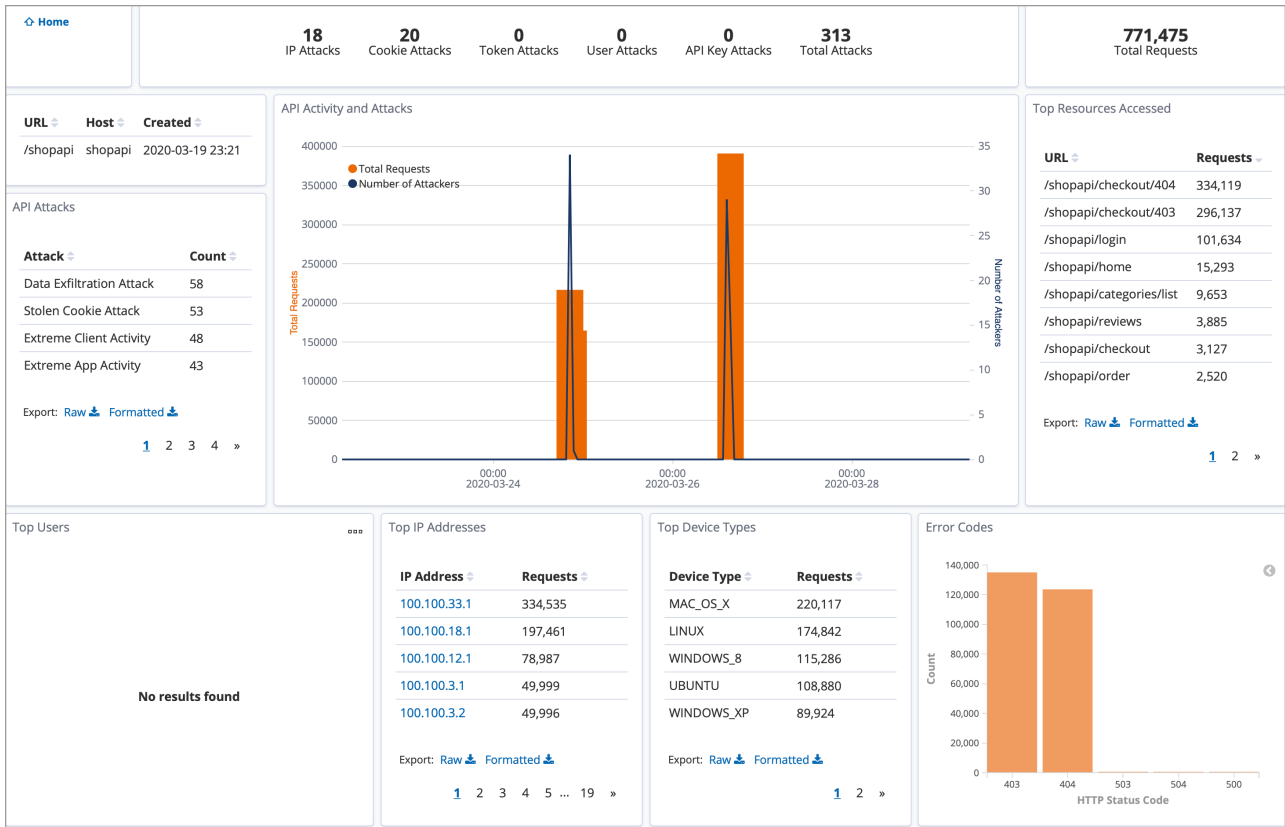 Home
18 20 0 0 0 313
IP Attacks Cookie Attacks Token Attacks User Attacks API Key Attacks Total Attacks
771,475
Total Requests
URL Host Created
/shopapi shopapi 2020-03-19 23:21
API Attacks
Attack Count
Data Exfiltration Attack 58
Stolen Cookie Attack 53
Extreme Client Activity 48
Extreme App Activity 43
Export: Raw Formatted
1 2 3 4 »
API Activity and Attacks
Total Requests
Number of Attackers
400000
350000
300000
250000
200000
150000
100000
50000
0
Total Requests
35
30
25
20
15
10
5
0
Number of Attackers
00:00 00:00 00:00
2020-03-24 2020-03-26 2020-03-28
Top Resources Accessed
URL Requests
/shopapi/checkout/404 334,119
/shopapi/checkout/403 296,137
/shopapi/login 101,634
/shopapi/home 15,293
/shopapi/categories/list 9,653
/shopapi/reviews 3,885
/shopapi/checkout 3,127
/shopapi/order 2,520
Export: Raw Formatted
1 2 »
Top Users
No results found
Top IP Addresses
IP Address Requests
100.100.33.1 334,535
100.100.18.1 197,461
100.100.12.1 78,987
100.100.3.1 49,999
100.100.3.2 49,996
Export: Raw Formatted
1 2 3 4 5 ... 19 »
Top Device Types
Device Type Requests
MAC_OS_X 220,117
LINUX 174,842
WINDOWS_8 115,286
UBUNTU 108,880
WINDOWS_XP 89,924
Export: Raw Formatted
1 2 »
Error Codes
140,000
120,000
100,000
80,000
60,000
40,000
20,000
0
Count
403 404 503 504 500
HTTP Status Code